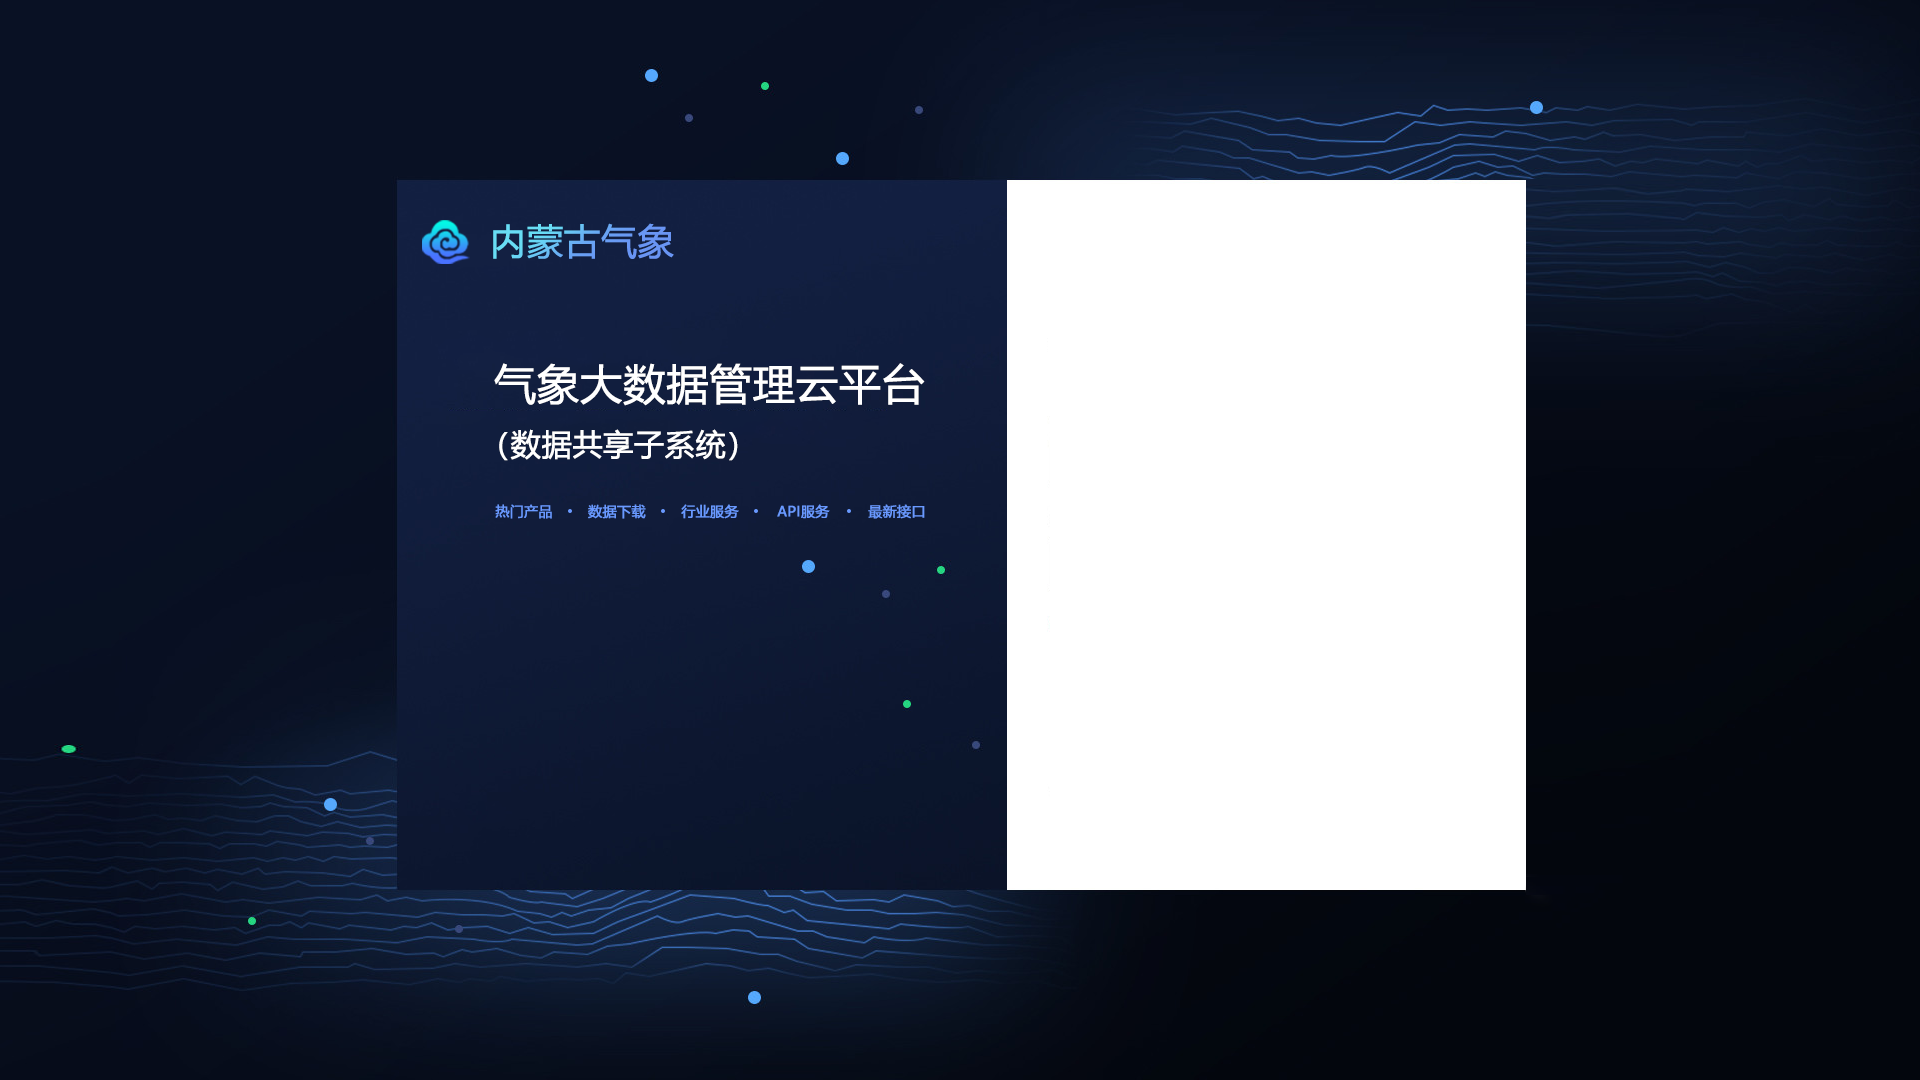 内蒙古气象
气象大数据管理云平台
（数据共享子系统）
热门产品 • 数据下载 • 行业服务 • API服务 • 最新接口